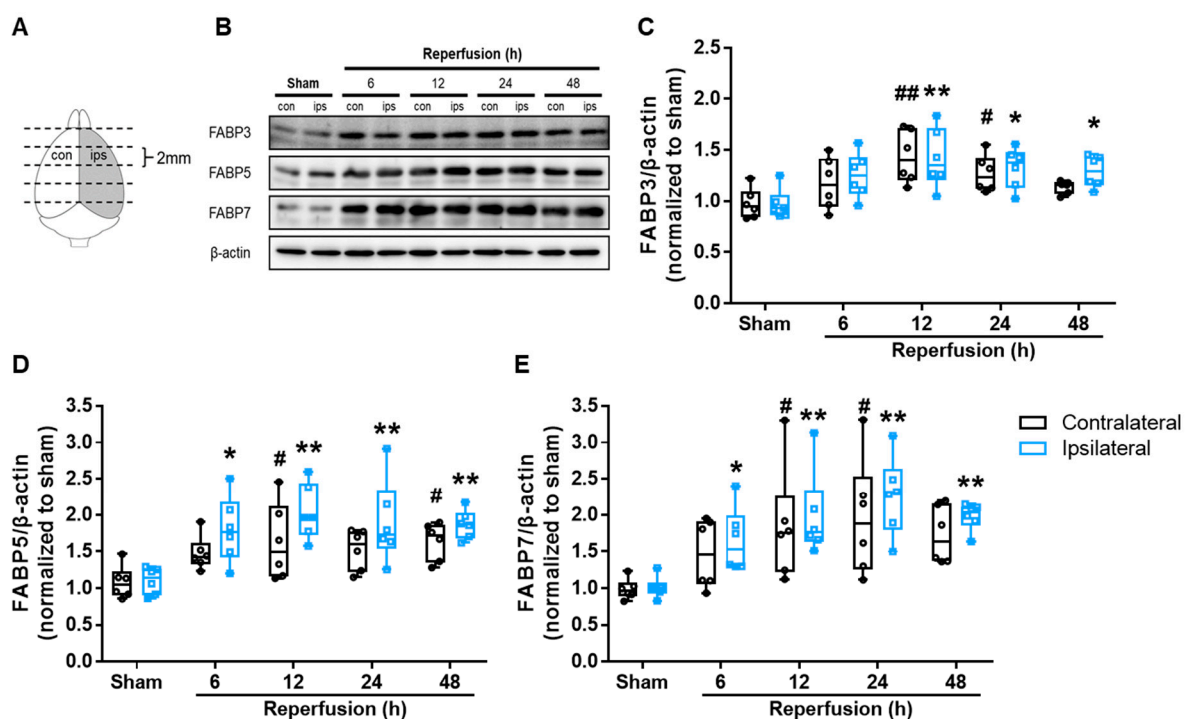 A
con
ips
2mm
B
Reperfusion (h)
Sham 6 12 24 48
con ips con ips con ips con ips con ips
FABP3
FABP5
FABP7
β-actin
C
FABP3/β-actin
(normalized to sham)
2.5
2.0
1.5
1.0
0.5
0.0
## ** # * *
Sham 6 12 24 48
Reperfusion (h)
D
FABP5/β-actin
(normalized to sham)
3.5
3.0
2.5
2.0
1.5
1.0
0.5
0.0
* # ** ** # **
Sham 6 12 24 48
Reperfusion (h)
E
FABP7/β-actin
(normalized to sham)
3.5
3.0
2.5
2.0
1.5
1.0
0.5
0.0
* # ** # ** **
Sham 6 12 24 48
Reperfusion (h)
Contralateral
Ipsilateral